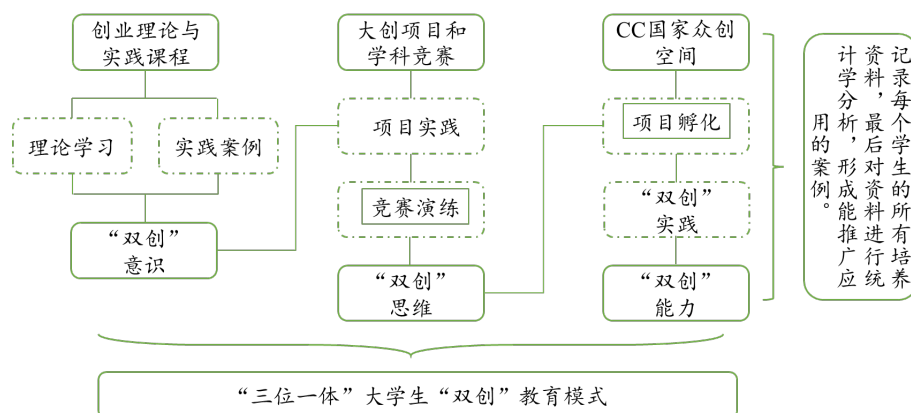 创业理论与
实践课程
理论学习
实践案例
“双创”
意识
大创项目和
学科竞赛
项目实践
竞赛演练
“双创”
思维
CC国家众创
空间
项目孵化
“双创”
实践
“双创”
能力
记录每个学生的所有培养
资料，最后对资料进行统
计学分析，形成能推广应
用的案例。
“三位一体”大学生“双创”教育模式